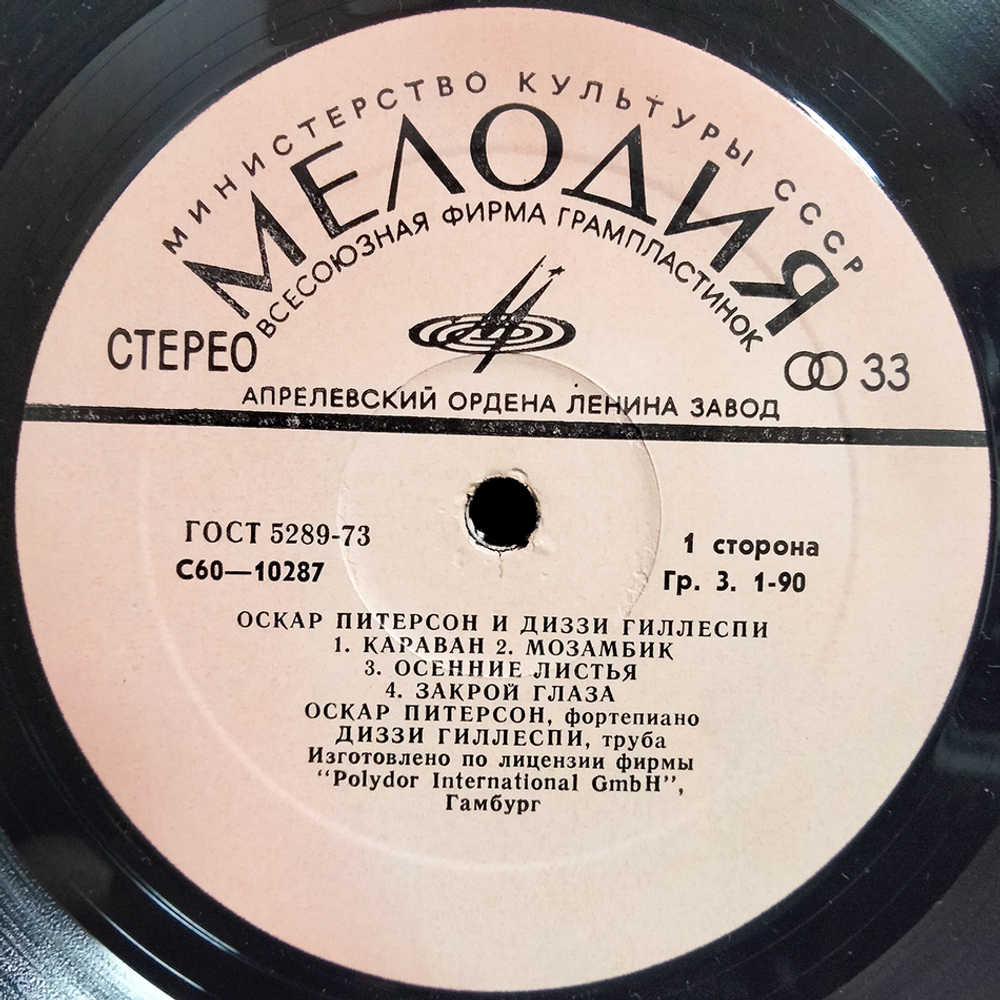 МИНИСТЕРСТВО КУЛЬТУРЫ СССР
МЕЛОДИЯ
ВСЕСОЮЗНАЯ ФИРМА ГРАМПЛАСТИНОК
СТЕРЕО
33
АПРЕЛЕВСКИЙ ОРДЕНА ЛЕНИНА ЗАВОД
ГОСТ 5289-73
1 сторона
С60—10287
Гр. 3. 1-90
ОСКАР ПИТЕРСОН И ДИЗЗИ ГИЛЛЕСПИ
1. КАРАВАН 2. МОЗАМБИК
3. ОСЕННИЕ ЛИСТЬЯ
4. ЗАКРОЙ ГЛАЗА
ОСКАР ПИТЕРСОН, фортепиано
ДИЗЗИ ГИЛЛЕСПИ, труба
Изготовлено по лицензии фирмы
“Polydor International GmbH”,
Гамбург